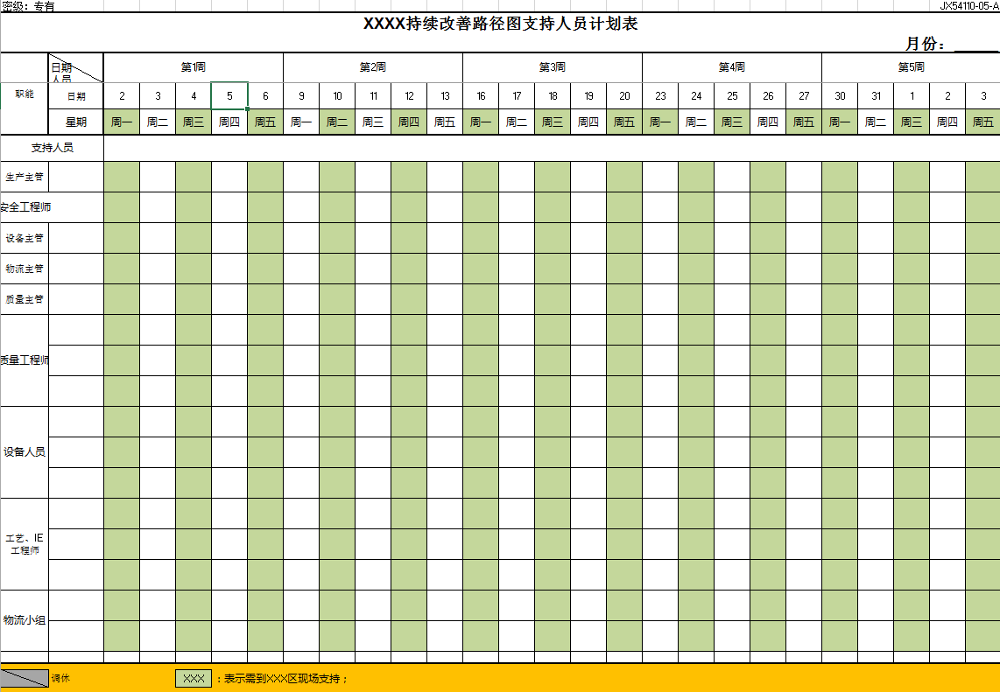 密级：专有
JX54110-05-A
XXXX持续改善路径图支持人员计划表
月份：
日期 第1周 第2周 第3周 第4周 第5周
人员
职能
日期 2 3 4 5 6 9 10 11 12 13 16 17 18 19 20 23 24 25 26 27 30 31 1 2 3
星期 周一 周二 周三 周四 周五 周一 周二 周三 周四 周五 周一 周二 周三 周四 周五 周一 周二 周三 周四 周五 周一 周二 周三 周四 周五
支持人员
生产主管
安全工程师
设备主管
物流主管
质量主管
质量工程师
设备人员
工艺、IE
工程师
物流小组
调休 XXX ：表示需到XXX区现场支持；